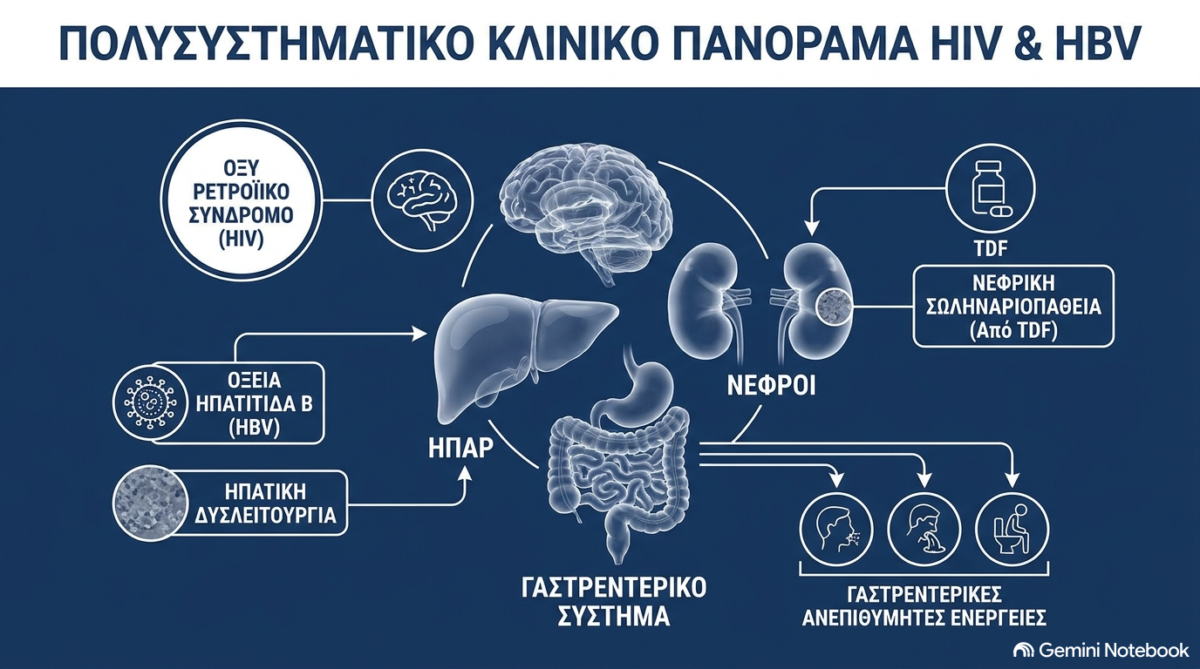 ΠΟΛΥΣΥΣΤΗΜΑΤΙΚΟ ΚΛΙΝΙΚΟ ΠΑΝΟΡΑΜΑ HIV & HBV
ΟΞΥ
ΡΕΤΡΟΪΙΚΟ
ΣΥΝΔΡΟΜΟ
(HIV)
TDF
ΝΕΦΡΙΚΗ
ΣΩΛΗΝΑΡΙΟΠΑΘΕΙΑ
(Από TDF)
ΝΕΦΡΟΙ
ΟΞΕΙΑ
ΗΠΑΤΙΤΙΔΑ Β
(HBV)
ΗΠΑΡ
ΗΠΑΤΙΚΗ
ΔΥΣΛΕΙΤΟΥΡΓΙΑ
ΓΑΣΤΡΕΝΤΕΡΙΚΟ
ΣΥΣΤΗΜΑ
ΓΑΣΤΡΕΝΤΕΡΙΚΕΣ
ΑΝΕΠΙΘΥΜΗΤΕΣ ΕΝΕΡΓΕΙΕΣ
Gemini Notebook